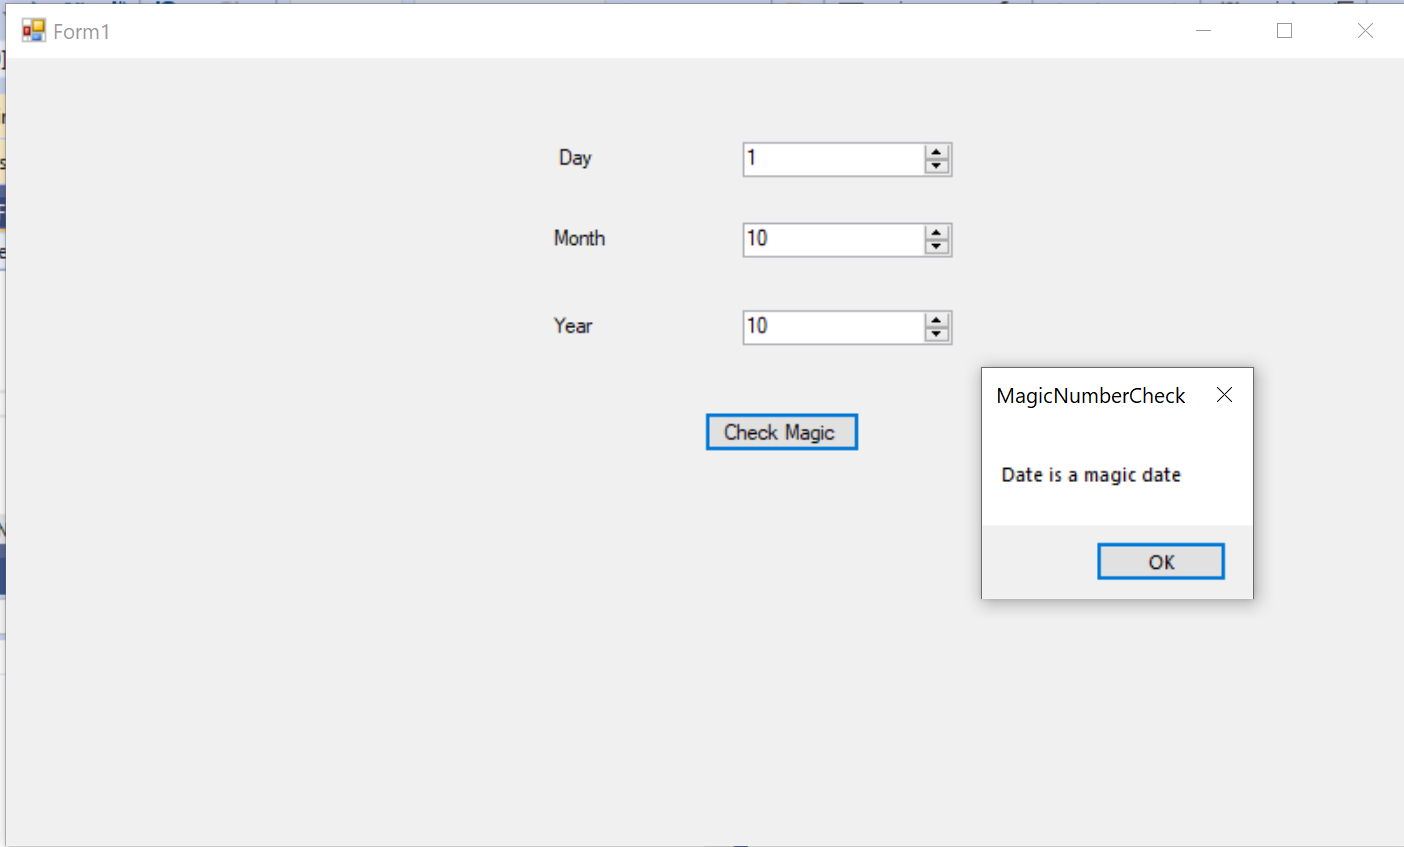 Form1
Day
1
Month
10
Year
10
MagicNumberCheck
Check Magic
Date is a magic date
OK